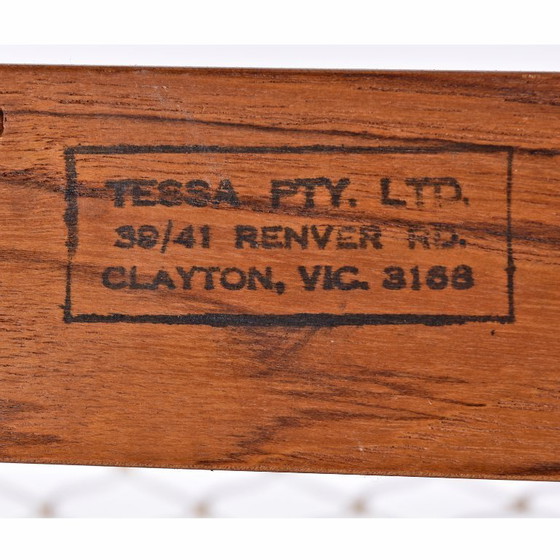 TESSA PTY. LTD.
39/41 RENVER RD.
CLAYTON, VIC. 3168